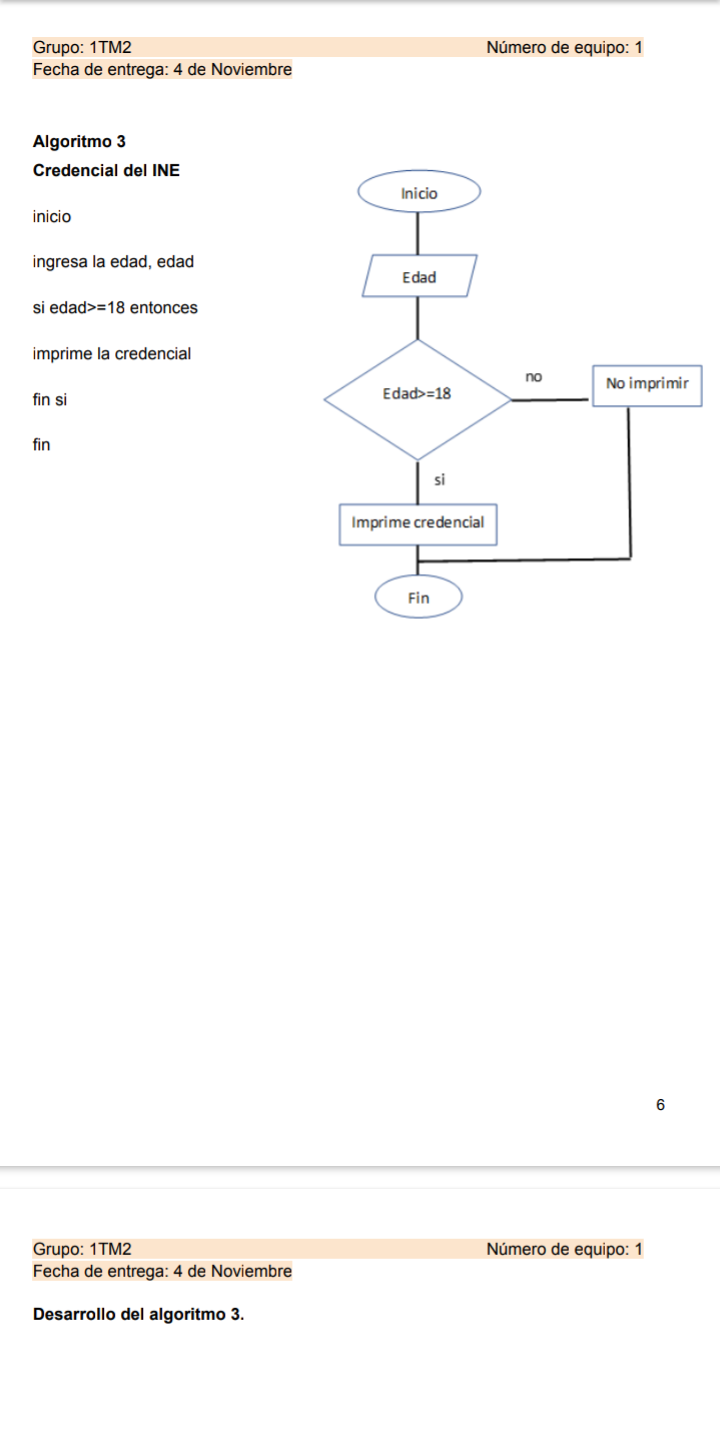 Grupo: 1TM2 Número de equipo: 1
Fecha de entrega: 4 de Noviembre
Algoritmo 3
Credencial del INE
inicio
ingresa la edad, edad
si edad>=18 entonces
imprime la credencial
fin si
fin
Inicio
Edad
Edad>=18
no
No imprimir
si
Imprime credencial
Fin
6
Grupo: 1TM2 Número de equipo: 1
Fecha de entrega: 4 de Noviembre
Desarrollo del algoritmo 3.